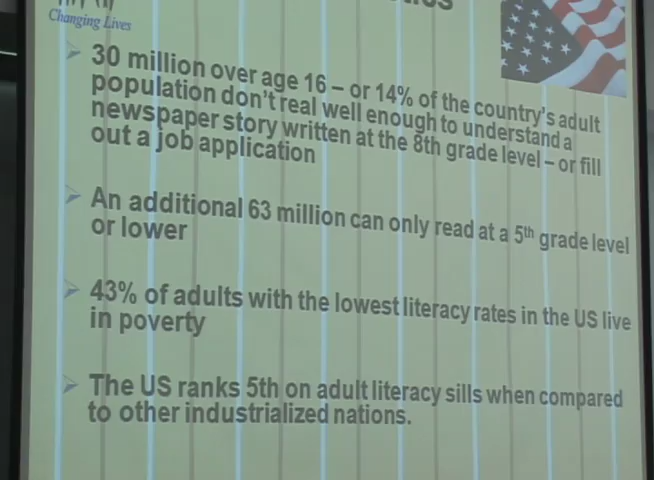 Changing Lives
30 million over age 16 – or 14% of the country's adult
population don't real well enough to understand a
newspaper story written at the 8th grade level – or fill
out a job application
An additional 63 million can only read at a 5th grade level
or lower
43% of adults with the lowest literacy rates in the US live
in poverty
The US ranks 5th on adult literacy sills when compared
to other industrialized nations.